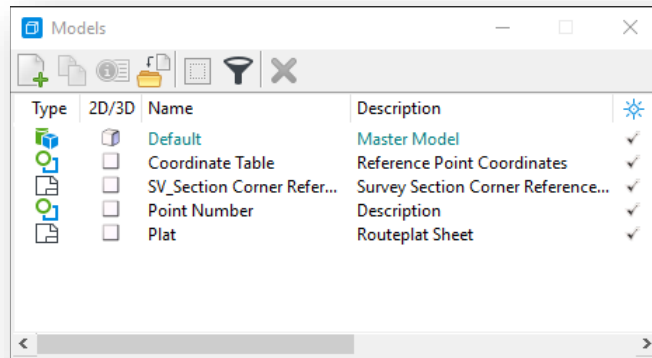 Models
Type 2D/3D Name Description
Default Master Model
Coordinate Table Reference Point Coordinates
SV_Section Corner Refer... Survey Section Corner Reference...
Point Number Description
Plat Routeplat Sheet